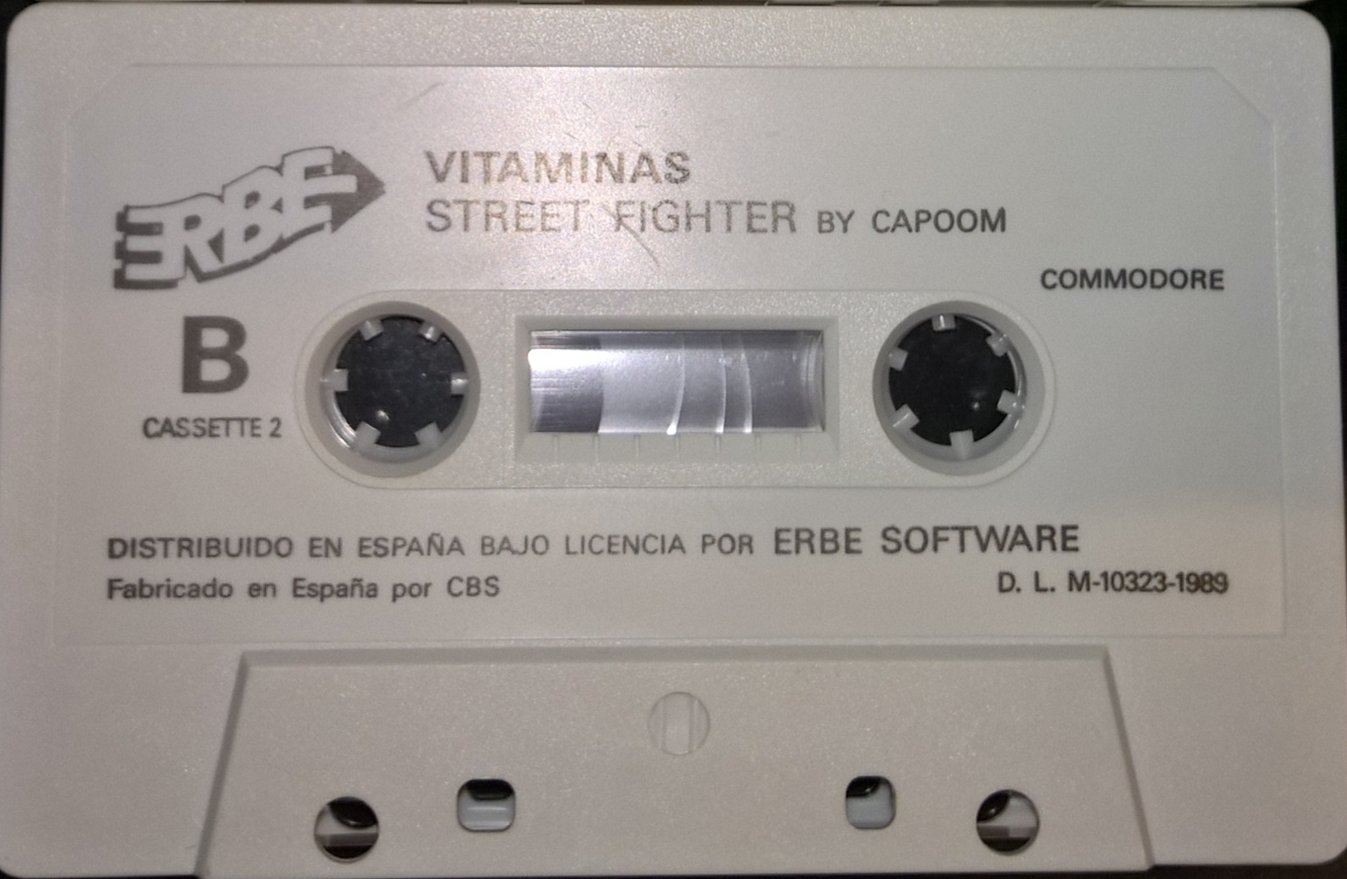 ERBE
VITAMINAS
STREET FIGHTER BY CAPOOM
COMMODORE
B
CASSETTE 2
DISTRIBUIDO EN ESPAÑA BAJO LICENCIA POR ERBE SOFTWARE
Fabricado en España por CBS
D. L. M-10323-1989